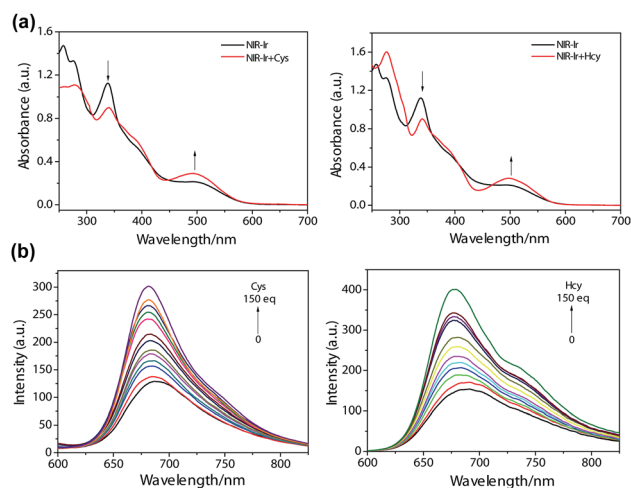 (a)
1.6
1.2
0.8
0.4
0.0
Absorbance (a.u.)
NIR-Ir
NIR-Ir+Cys
300 400 500 600 700
Wavelength/nm
1.6
1.2
0.8
0.4
0.0
Absorbance (a.u.)
NIR-Ir
NIR-Ir+Hcy
300 400 500 600 700
Wavelength/nm
(b)
350
300
250
200
150
100
50
0
Intensity (a.u.)
Cys
150 eq
0
600 650 700 750 800
Wavelength/nm
400
300
200
100
0
Intensity (a.u.)
Hcy
150 eq
0
600 650 700 750 800
Wavelength/nm